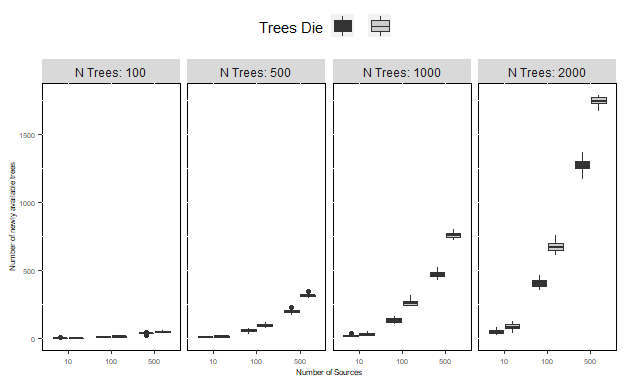 Trees Die
N Trees: 100
N Trees: 500
N Trees: 1000
N Trees: 2000
Number of newly available trees
1500
1000
500
0
10 100 500
10 100 500
10 100 500
10 100 500
Number of Sources